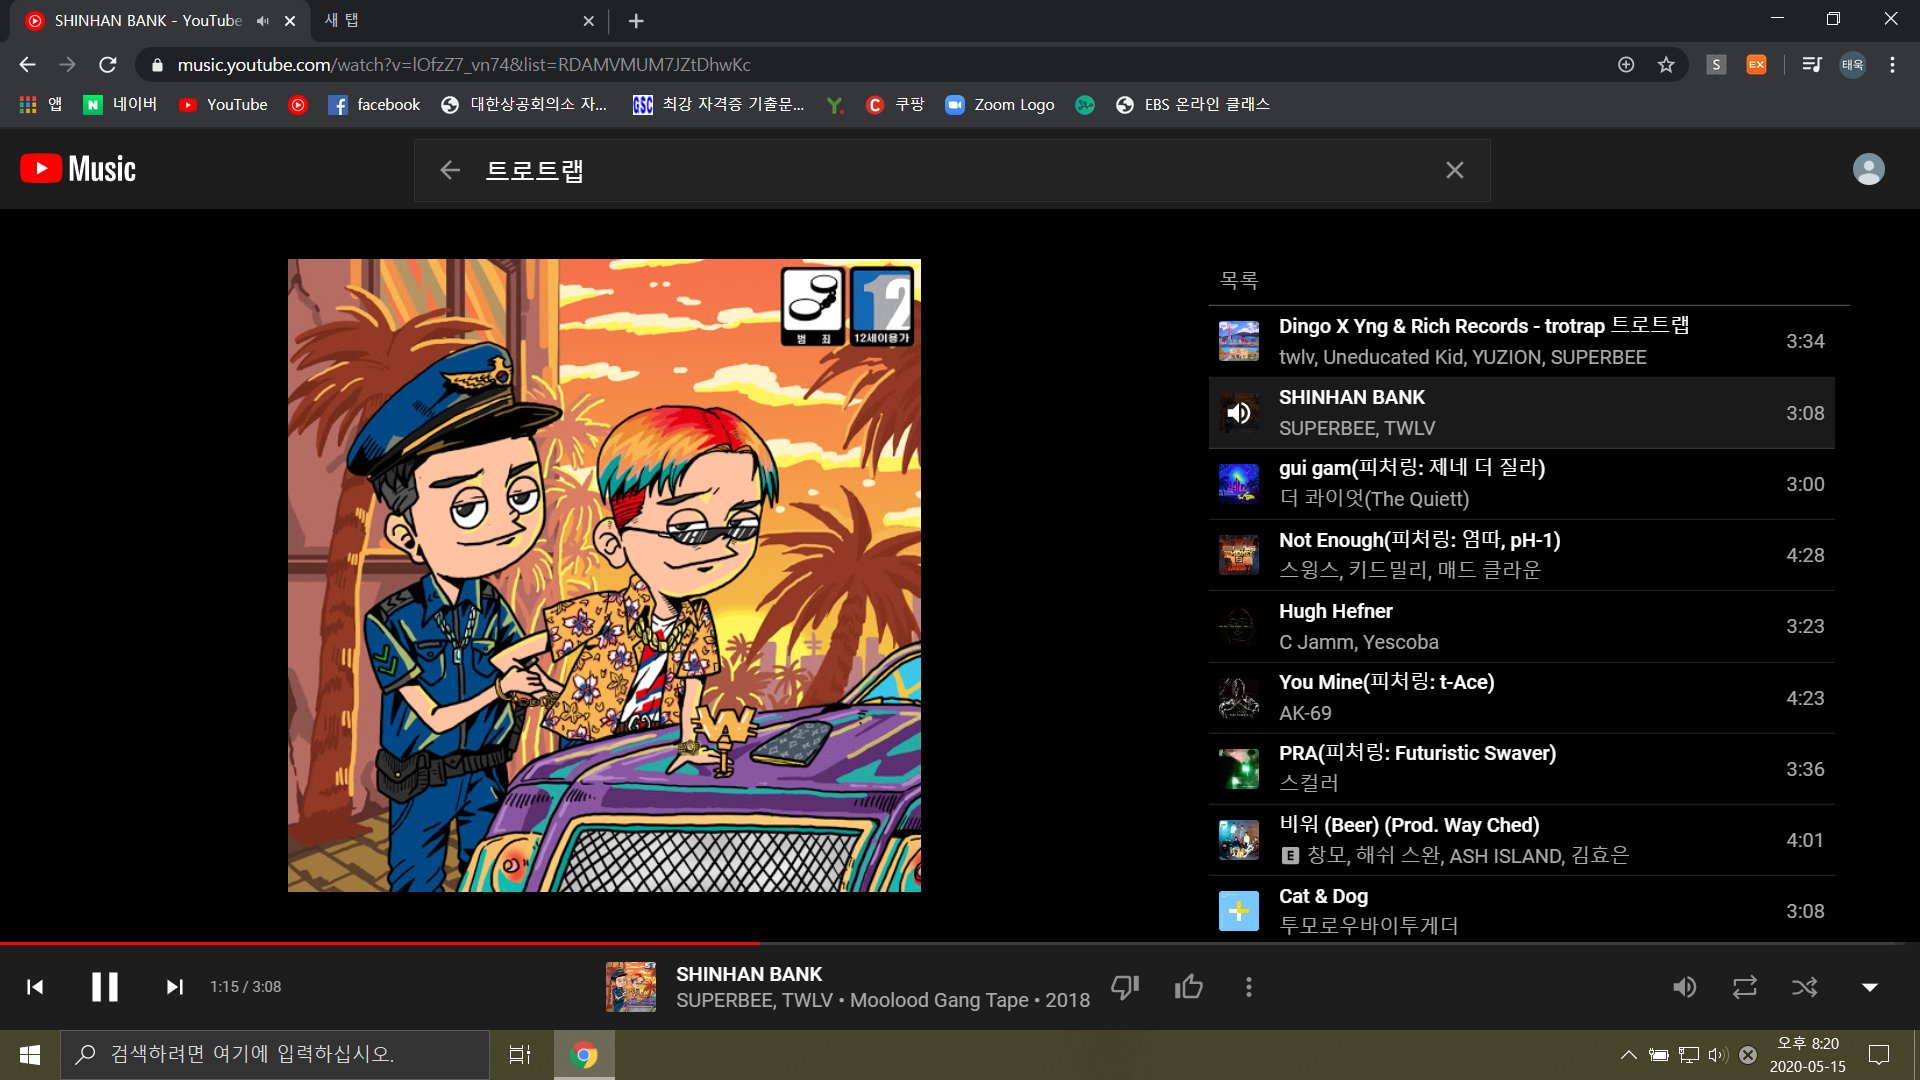 SHINHAN BANK - YouTube
새 탭
music.youtube.com/watch?v=lOfzZ7_vn74&list=RDAMVMUM7JZtDhwKc
S
EX
태욱
앱
N 네이버
YouTube
facebook
대한상공회의소 자...
GSC 최강 자격증 기출문...
Y.
C 쿠팡
Zoom Logo
EBS 온라인 클래스
Music
트로트랩
범 죄
12
12세이용가
W
목록
Dingo X Yng & Rich Records - trotrap 트로트랩
twlv, Uneducated Kid, YUZION, SUPERBEE
3:34
SHINHAN BANK
SUPERBEE, TWLV
3:08
gui gam(피처링: 제네 더 질라)
더 콰이엇(The Quiett)
3:00
Not Enough(피처링: 염따, pH-1)
스윙스, 키드밀리, 매드 클라운
4:28
Hugh Hefner
C Jamm, Yescoba
3:23
You Mine(피처링: t-Ace)
AK-69
4:23
PRA(피처링: Futuristic Swaver)
스컬러
3:36
비워 (Beer) (Prod. Way Ched)
E 창모, 해쉬 스완, ASH ISLAND, 김효은
4:01
Cat & Dog
투모로우바이투게더
3:08
1:15 / 3:08
SHINHAN BANK
SUPERBEE, TWLV • Moolood Gang Tape • 2018
검색하려면 여기에 입력하십시오.
오후 8:20
2020-05-15